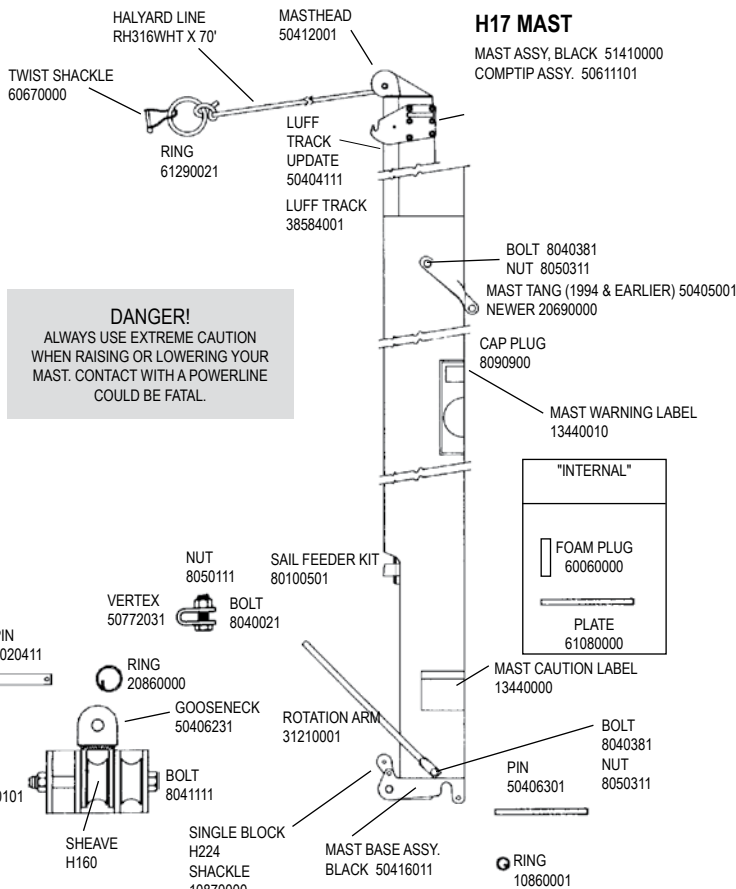 H17 MAST
MAST ASSY, BLACK 51410000
COMPTIP ASSY. 50611101
HALYARD LINE
RH316WHT X 70'
MASTHEAD
50412001
TWIST SHACKLE
60670000
RING
61290021
LUFF
TRACK
UPDATE
50404111
LUFF TRACK
38584001
BOLT 8040381
NUT 8050311
MAST TANG (1994 & EARLIER) 50405001
NEWER 20690000
DANGER!
ALWAYS USE EXTREME CAUTION
WHEN RAISING OR LOWERING YOUR
MAST. CONTACT WITH A POWERLINE
COULD BE FATAL.
CAP PLUG
8090900
MAST WARNING LABEL
13440010
"INTERNAL"
FOAM PLUG
60060000
PLATE
61080000
NUT
8050111
SAIL FEEDER KIT
80100501
VERTEX
50772031
BOLT
8040021
PIN
020411
RING
20860000
GOOSENECK
50406231
ROTATION ARM
31210001
MAST CAUTION LABEL
13440000
BOLT
8040381
NUT
8050311
PIN
50406301
0101
BOLT
8041111
SHEAVE
H160
SINGLE BLOCK
H224
SHACKLE
10870000
MAST BASE ASSY.
BLACK 50416011
RING
10860001